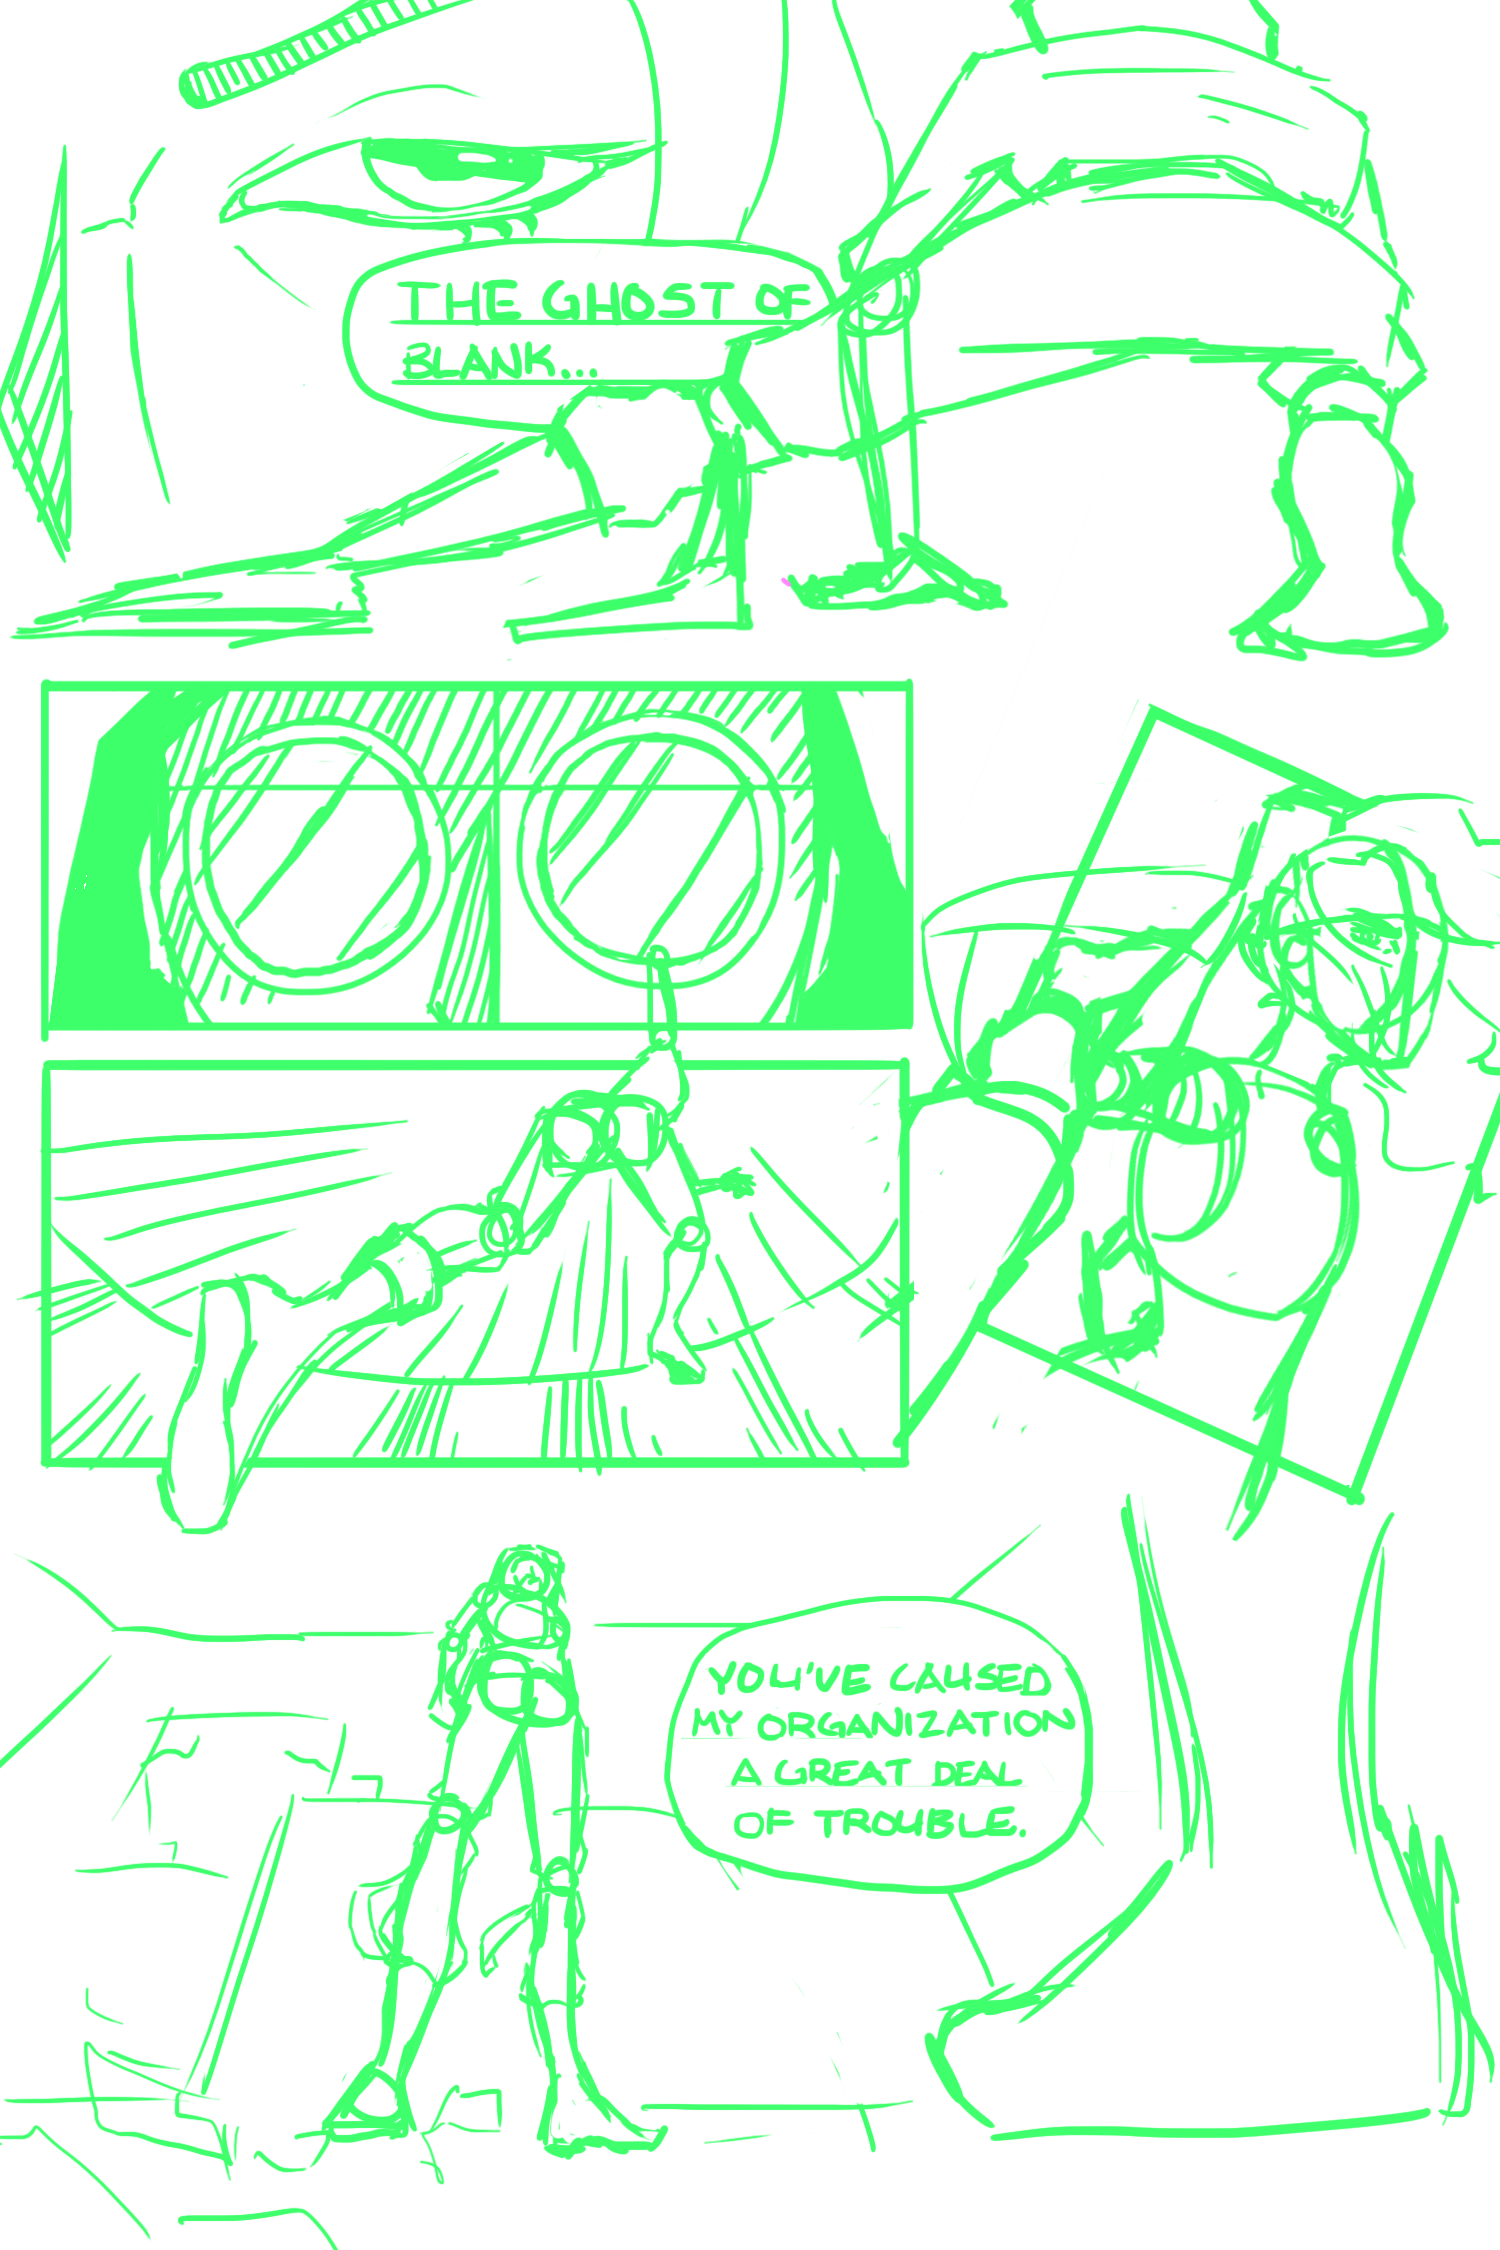 THE GHOST OF
BLANK...
YOU'VE CAUSED
MY ORGANIZATION
A GREAT DEAL
OF TROUBLE.